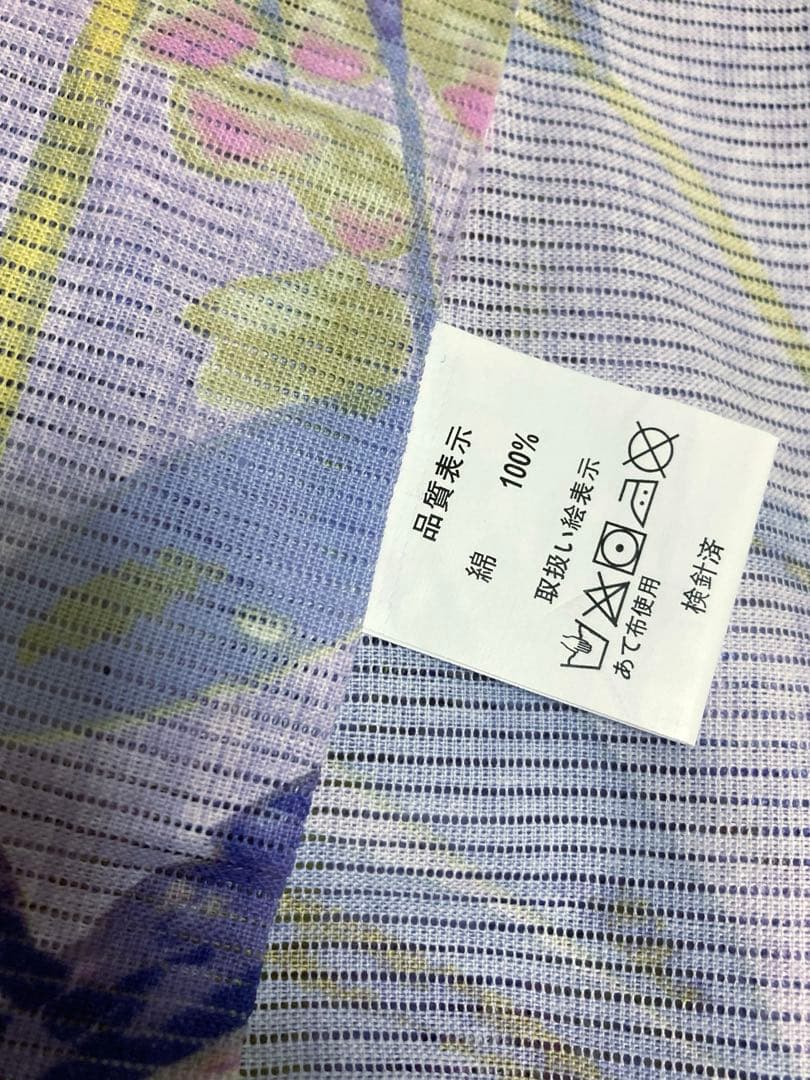 品質表示
綿 100%
取扱い絵表示
あて布使用
検針済